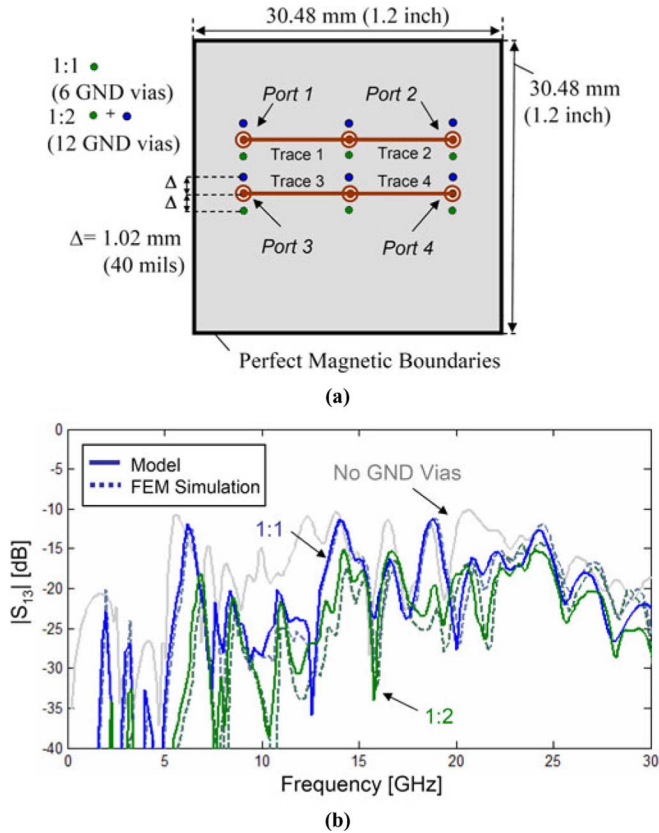 30.48 mm (1.2 inch)
1:1
(6 GND vias)
1:2 +
(12 GND vias)
Port 1
Port 2
30.48 mm
(1.2 inch)
Trace 1
Trace 2
Δ
Trace 3
Trace 4
Δ
Δ= 1.02 mm
(40 mils)
Port 3
Port 4
Perfect Magnetic Boundaries
(a)
0
-5
-10
-15
-20
-25
-30
-35
-40
|S13| [dB]
Model
FEM Simulation
No GND Vias
1:1
1:2
0 5 10 15 20 25 30
Frequency [GHz]
(b)